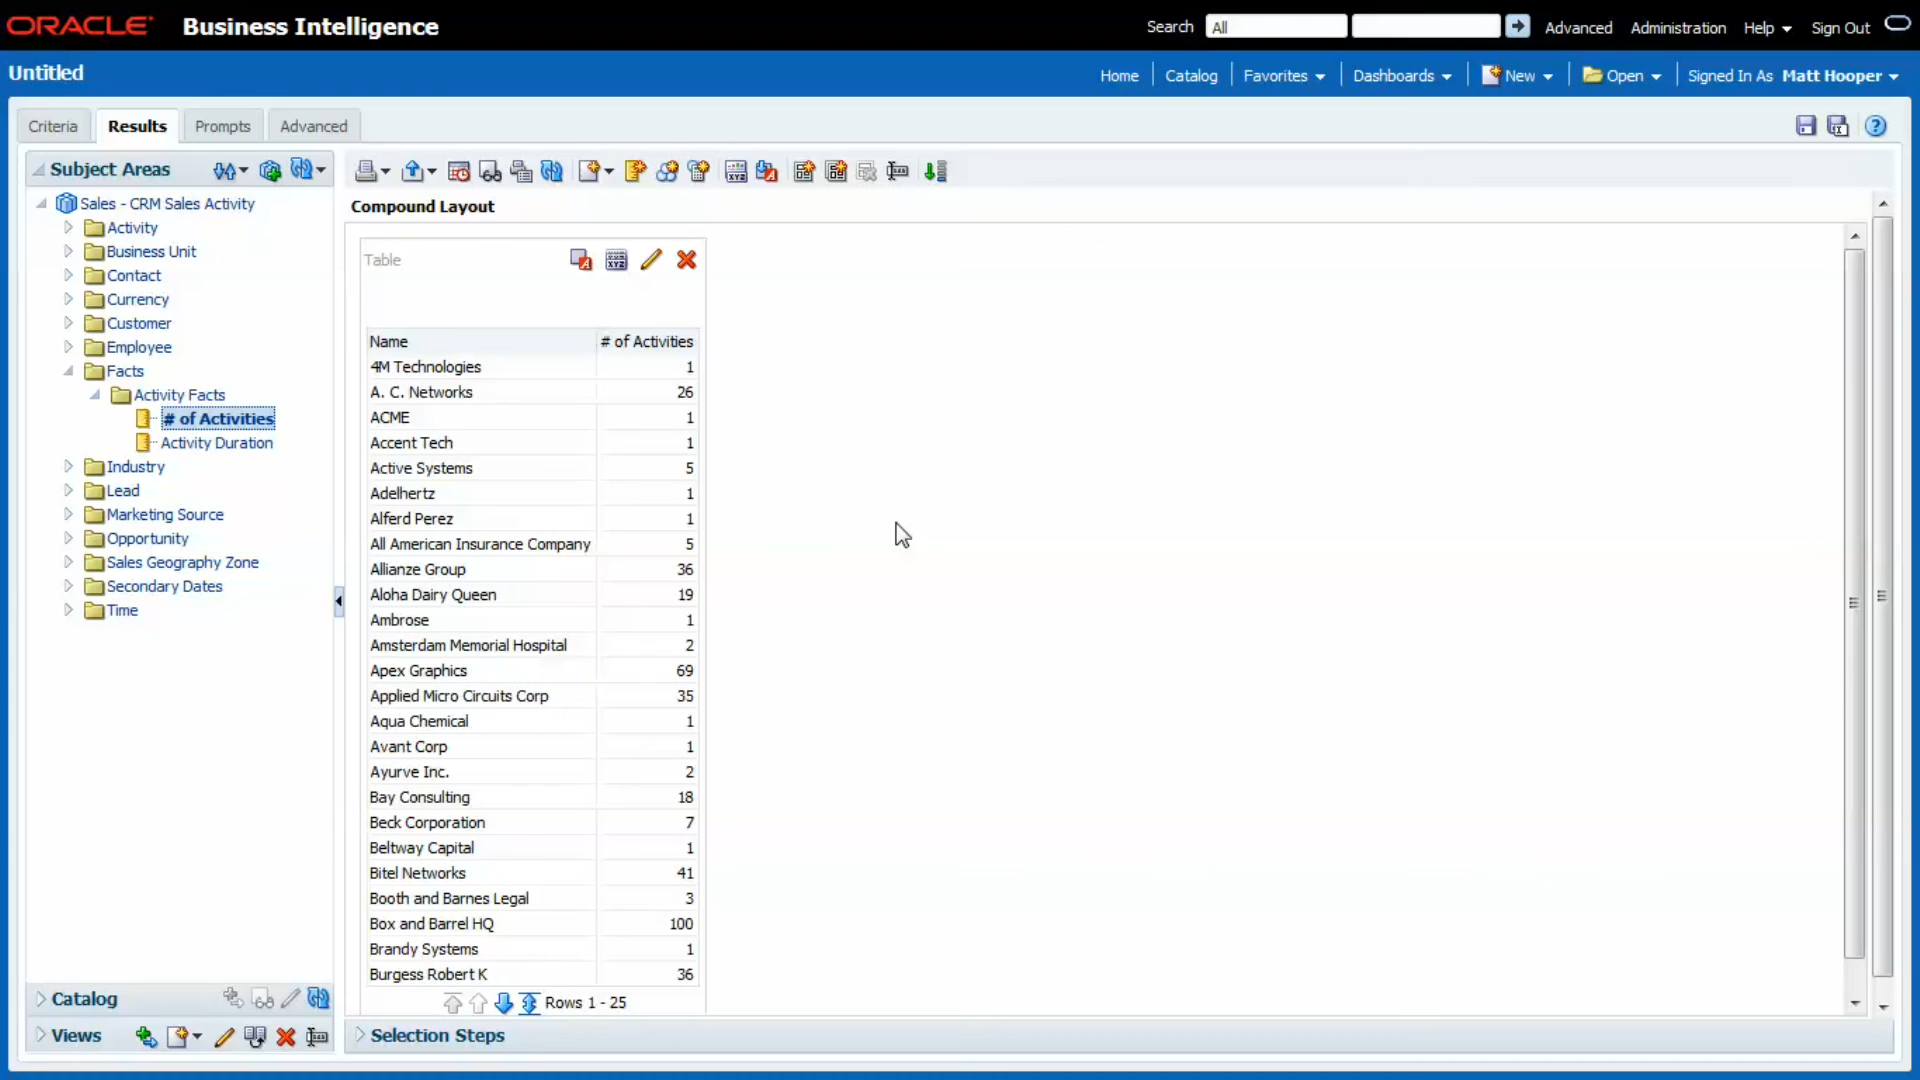 ORACLE Business Intelligence Search All Advanced Administration Help Sign Out
Untitled Home Catalog Favorites Dashboards New Open Signed In As Matt Hooper
Criteria Results Prompts Advanced
Subject Areas
Sales - CRM Sales Activity
Activity
Business Unit
Contact
Currency
Customer
Employee
Facts
Activity Facts
# of Activities
Activity Duration
Industry
Lead
Marketing Source
Opportunity
Sales Geography Zone
Secondary Dates
Time
Catalog
Views
Compound Layout
Table
Name # of Activities
4M Technologies 1
A. C. Networks 26
ACME 1
Accent Tech 1
Active Systems 5
Adelhertz 1
Alferd Perez 1
All American Insurance Company 5
Allianze Group 36
Aloha Dairy Queen 19
Ambrose 1
Amsterdam Memorial Hospital 2
Apex Graphics 69
Applied Micro Circuits Corp 35
Aqua Chemical 1
Avant Corp 1
Ayurve Inc. 2
Bay Consulting 18
Beck Corporation 7
Beltway Capital 1
Bitel Networks 41
Booth and Barnes Legal 3
Box and Barrel HQ 100
Brandy Systems 1
Burgess Robert K 36
Rows 1 - 25
Selection Steps